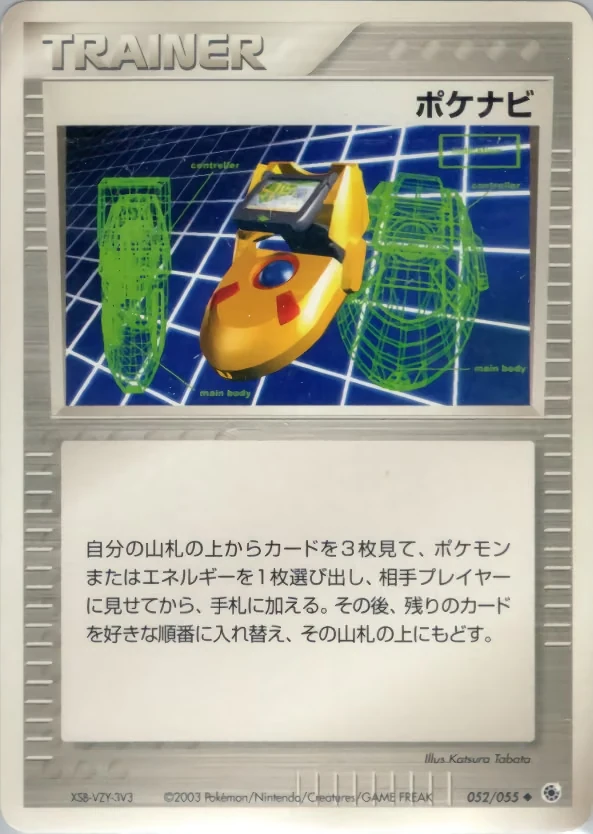 TRAINER
ポケナビ
controller
controller
main body
main body
自分の山札の上からカードを3枚見て、ポケモン
またはエネルギーを1枚選び出し、相手プレイヤー
に見せてから、手札に加える。その後、残りのカード
を好きな順番に入れ替え、その山札の上にもどす。
Illus. Katsura Tabata
XSB-VZY-3V3 ©2003 Pokémon/Nintendo/Creatures/GAME FREAK 052/055 ◆